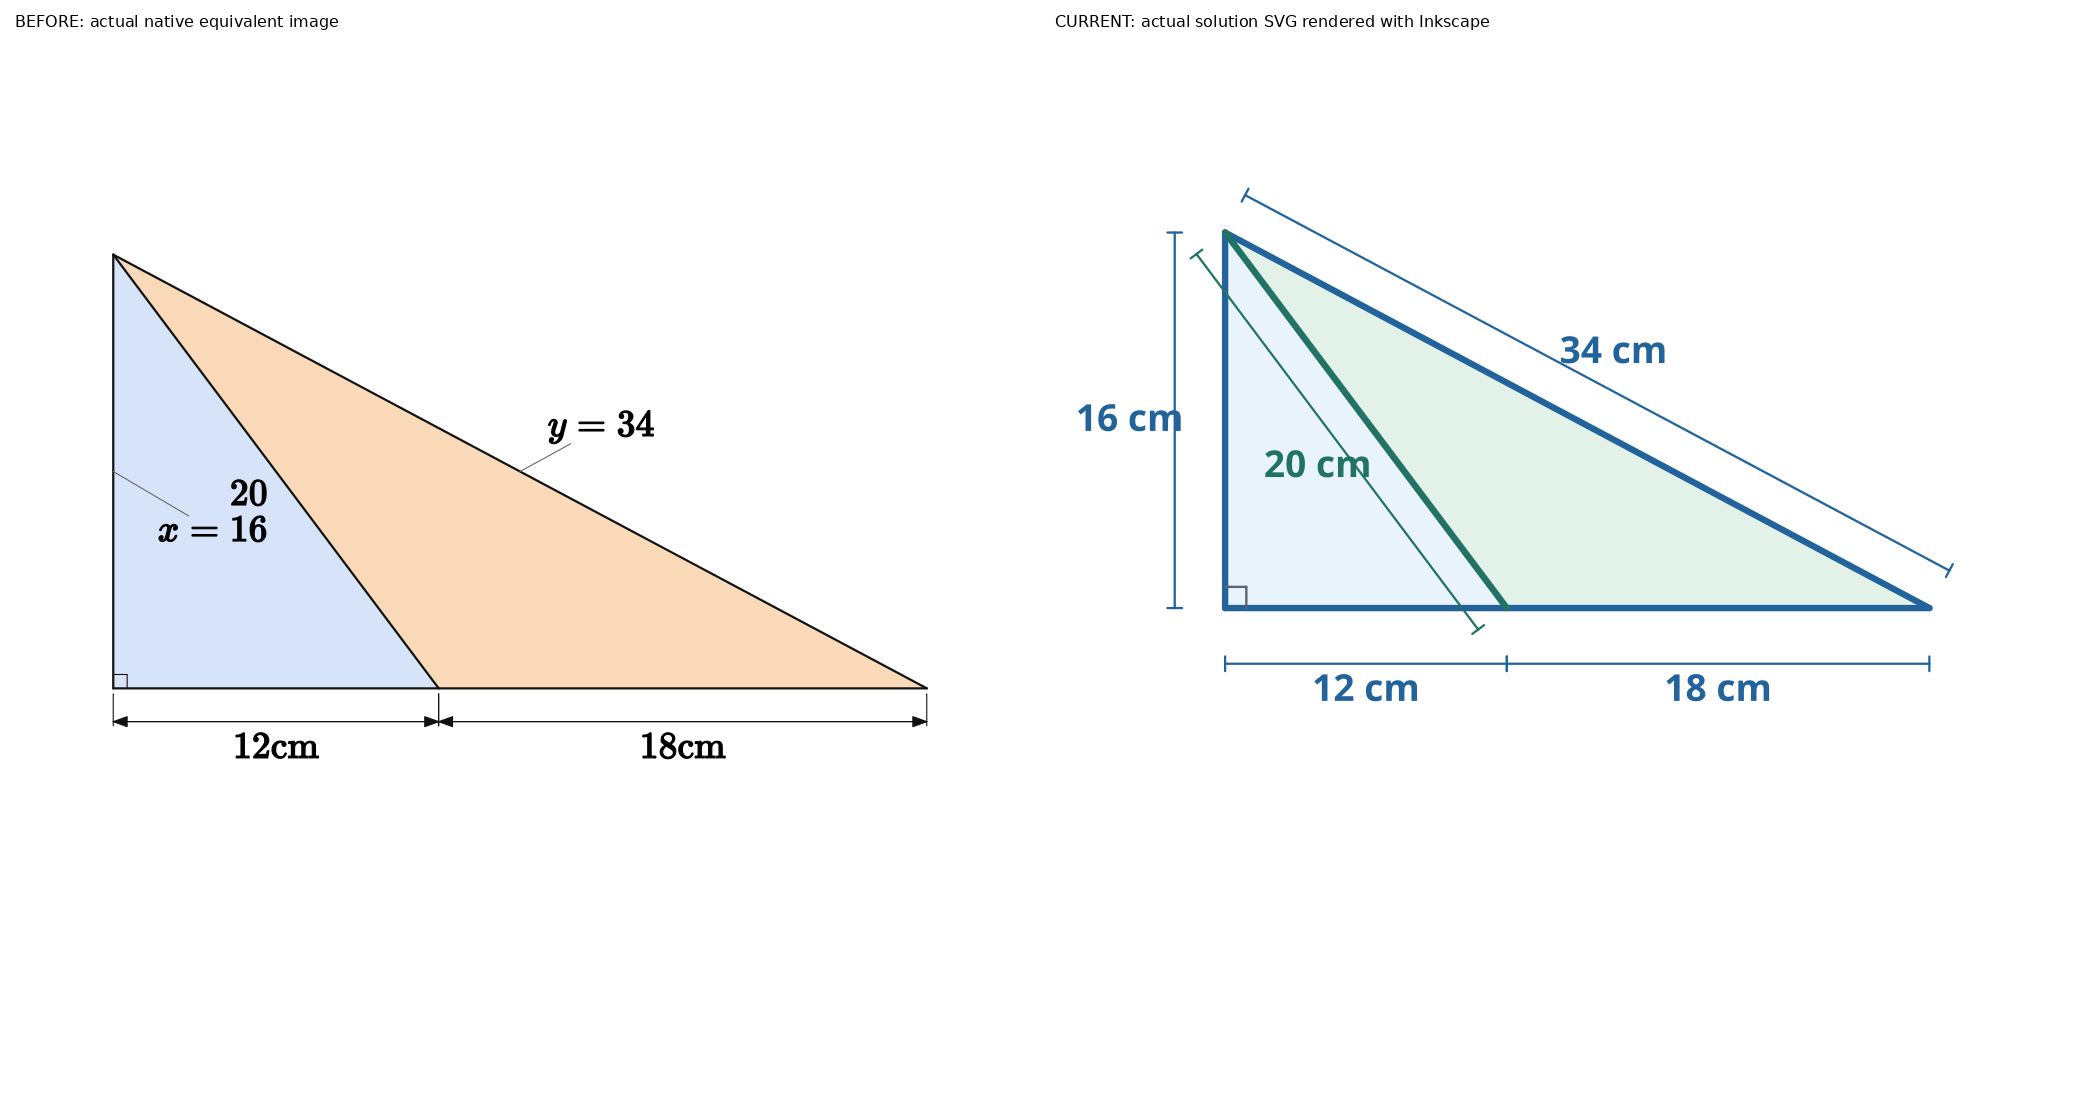 BEFORE: actual native equivalent image
CURRENT: actual solution SVG rendered with Inkscape
y = 34
20
x = 16
12cm
18cm
34 cm
16 cm
20 cm
12 cm
18 cm